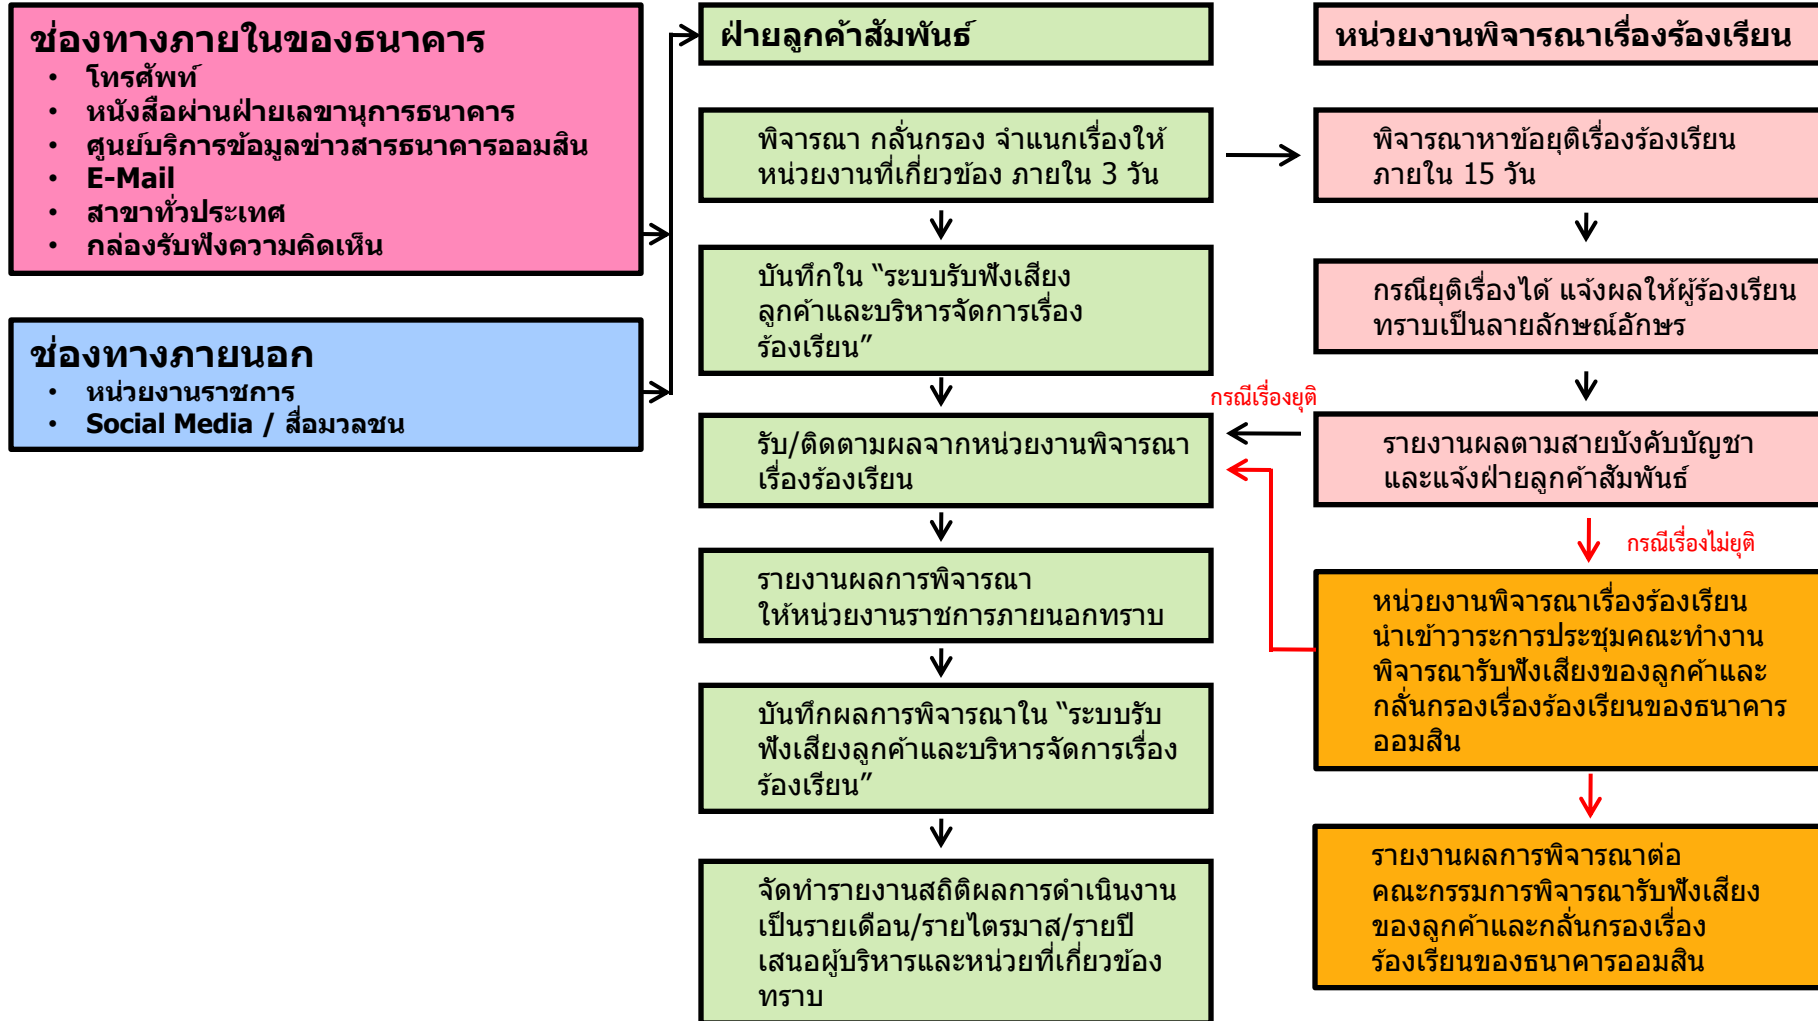 ช่องทางภายในของธนาคาร
• โทรศัพท์
• หนังสือผ่านฝ่ายเลขานุการธนาคาร
• ศูนย์บริการข้อมูลข่าวสารธนาคารออมสิน
• E-Mail
• สาขาทั่วประเทศ
• กล่องรับฟังความคิดเห็น
ช่องทางภายนอก
• หน่วยงานราชการ
• Social Media / สื่อมวลชน
ฝ่ายลูกค้าสัมพันธ์
พิจารณา กลั่นกรอง จำแนกเรื่องให้
หน่วยงานที่เกี่ยวข้อง ภายใน 3 วัน
บันทึกใน “ระบบรับฟังเสียง
ลูกค้าและบริหารจัดการเรื่อง
ร้องเรียน”
รับ/ติดตามผลจากหน่วยงานพิจารณา
เรื่องร้องเรียน
รายงานผลการพิจารณา
ให้หน่วยงานราชการภายนอกทราบ
บันทึกผลการพิจารณาใน “ระบบรับ
ฟังเสียงลูกค้าและบริหารจัดการเรื่อง
ร้องเรียน”
จัดทำรายงานสถิติผลการดำเนินงาน
เป็นรายเดือน/รายไตรมาส/รายปี
เสนอผู้บริหารและหน่วยที่เกี่ยวข้อง
ทราบ
หน่วยงานพิจารณาเรื่องร้องเรียน
พิจารณาหาข้อยุติเรื่องร้องเรียน
ภายใน 15 วัน
กรณียุติเรื่องได้ แจ้งผลให้ผู้ร้องเรียน
ทราบเป็นลายลักษณ์อักษร
กรณีเรื่องยุติ
รายงานผลตามสายบังคับบัญชา
และแจ้งฝ่ายลูกค้าสัมพันธ์
กรณีเรื่องไม่ยุติ
หน่วยงานพิจารณาเรื่องร้องเรียน
นำเข้าวาระการประชุมคณะทำงาน
พิจารณารับฟังเสียงของลูกค้าและ
กลั่นกรองเรื่องร้องเรียนของธนาคาร
ออมสิน
รายงานผลการพิจารณาต่อ
คณะกรรมการพิจารณารับฟังเสียง
ของลูกค้าและกลั่นกรองเรื่อง
ร้องเรียนของธนาคารออมสิน